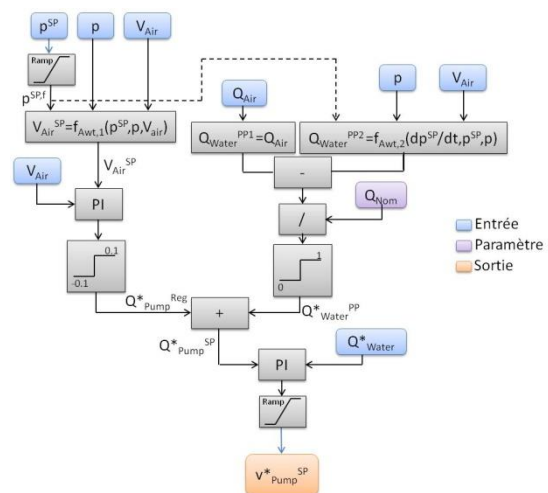 p^SP
p
V_Air
Ramp
p^SP,f
Q_Air
p
V_Air
V_Air^SP=f_Awt,1(p^SP,p,V_air)
Q_Water^PP1=Q_Air
Q_Water^PP2=f_Awt,2(dp^SP/dt,p^SP,p)
V_Air^SP
V_Air
-
PI
/
Q_Nom
Entrée
Paramètre
Sortie
0.1
-0.1
1
0
Q*_Pump^Reg
+
Q*_Water^PP
Q*_Pump^SP
Q*_Water
PI
Ramp
v*_Pump^SP